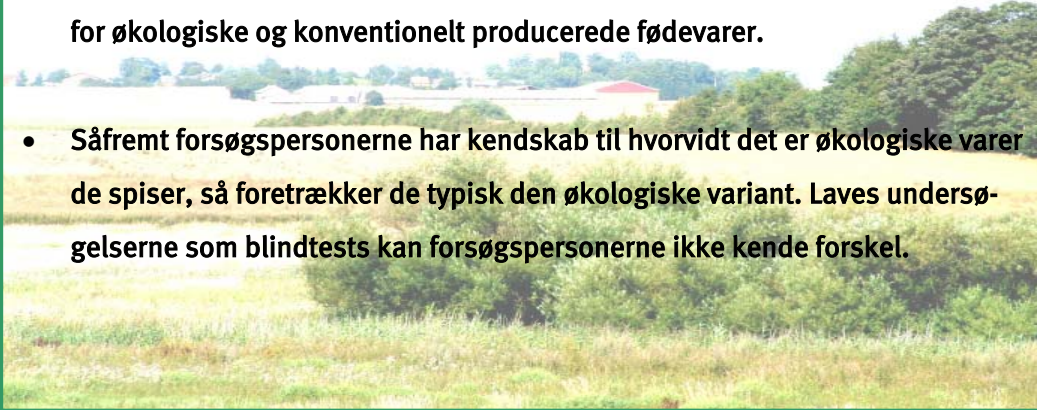 for økologiske og konventionelt producerede fødevarer.
• Såfremt forsøgspersonerne har kendskab til hvorvidt det er økologiske varer
de spiser, så foretrækker de typisk den økologiske variant. Laves undersø-
gelserne som blindtests kan forsøgspersonerne ikke kende forskel.